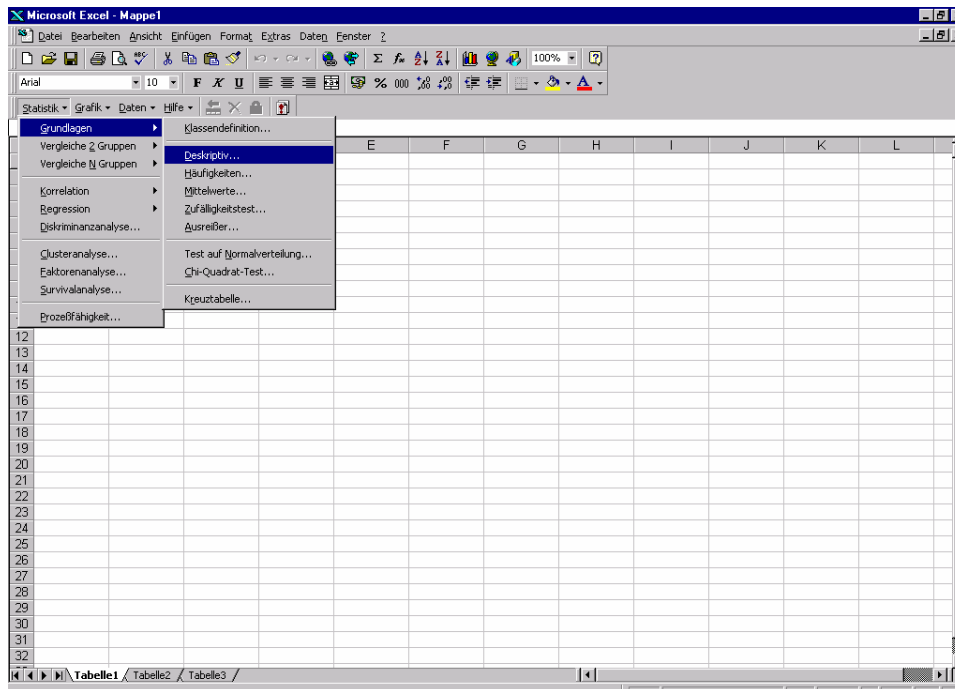 Microsoft Excel - Mappe1
Datei Bearbeiten Ansicht Einfügen Format Extras Daten Fenster ?
100%
Arial 10 F K U % 000
Statistik Grafik Daten Hilfe
Grundlagen
Vergleiche 2 Gruppen
Vergleiche N Gruppen
Korrelation
Regression
Diskriminanzanalyse...
Clusteranalyse...
Faktorenanalyse...
Survivalanalyse...
Prozeßfähigkeit...
Klassendefinition...
Deskriptiv...
Häufigkeiten...
Mittelwerte...
Zufälligkeitstest...
Ausreißer...
Test auf Normalverteilung...
Chi-Quadrat-Test...
Kreuztabelle...
E F G H I J K L
12
13
14
15
16
17
18
19
20
21
22
23
24
25
26
27
28
29
30
31
32
Tabelle1 Tabelle2 Tabelle3